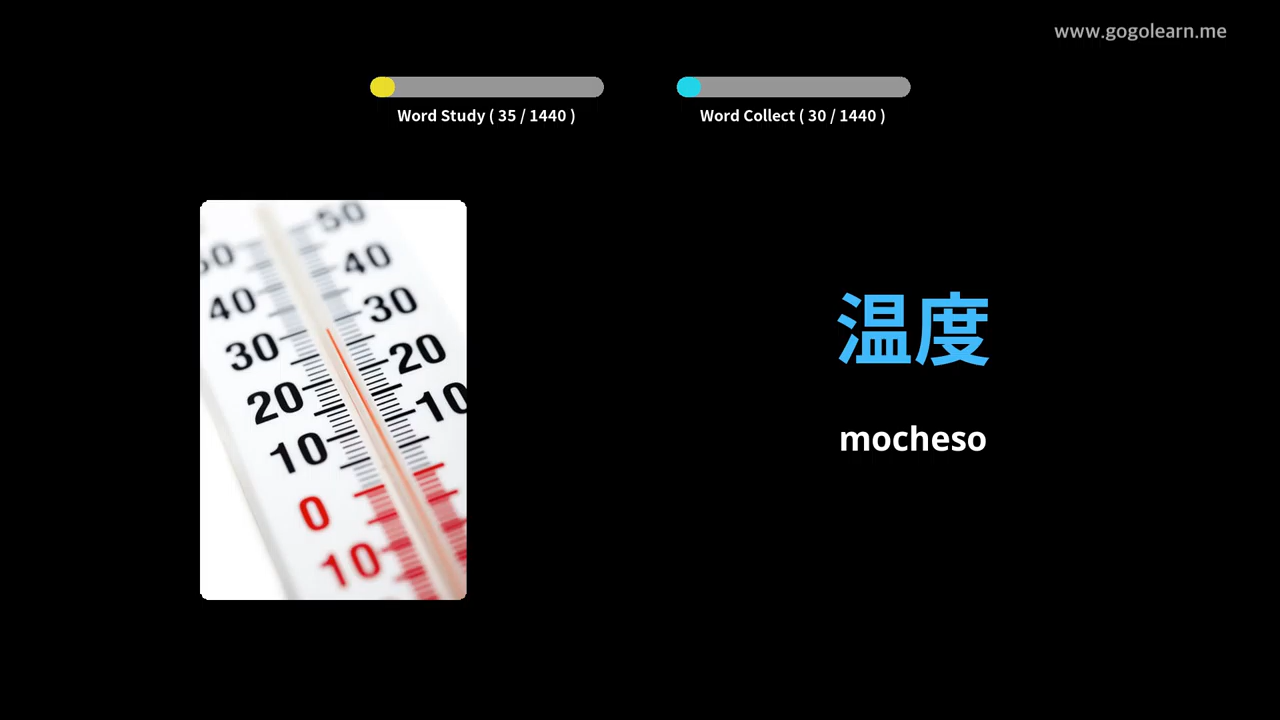 www.gogolearn.me
Word Study ( 35 / 1440 )
Word Collect ( 30 / 1440 )
50
50
40
40
30
30
20
20
10
10
0
10
温度
mocheso